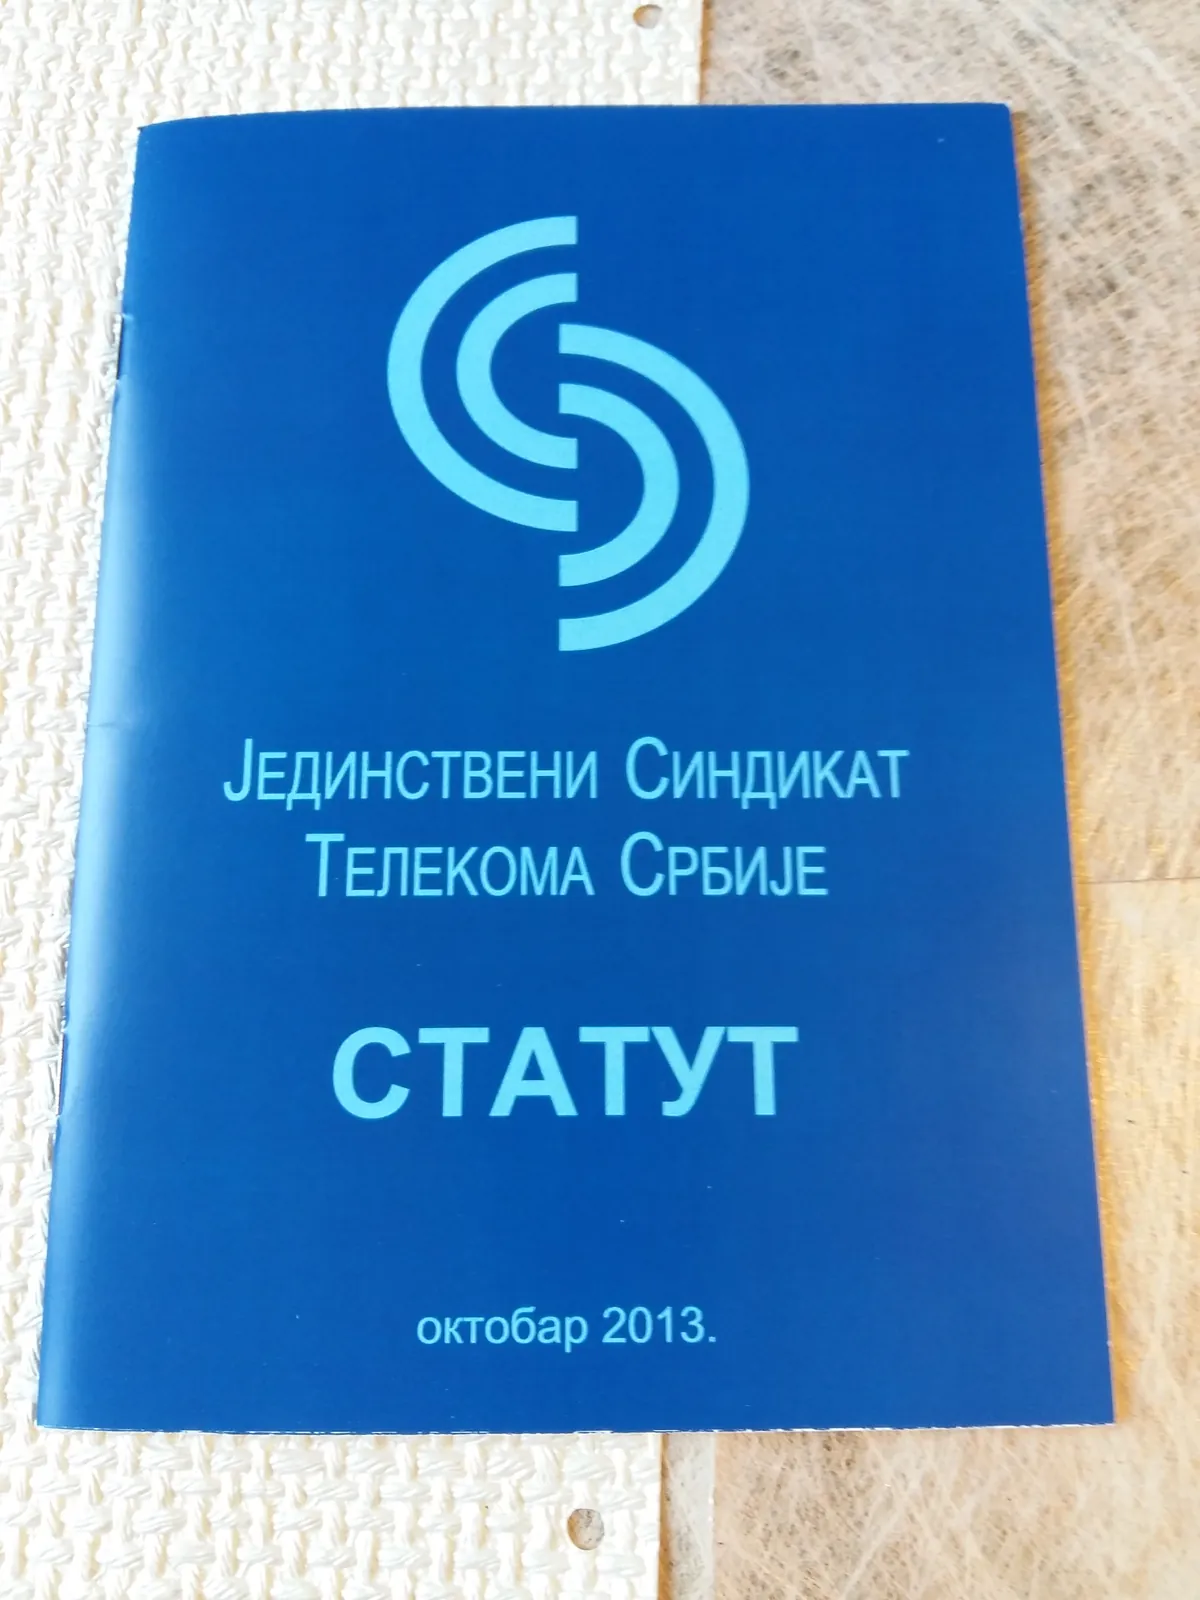 Јединствени Синдикат
Телекома Србије
СТАТУТ
октобар 2013.